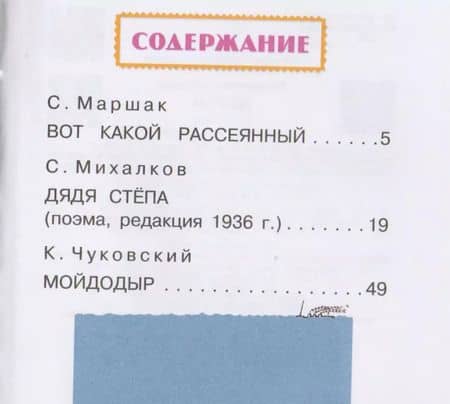 СОДЕРЖАНИЕ
С. Маршак
ВОТ КАКОЙ РАССЕЯННЫЙ ......5
С. Михалков
ДЯДЯ СТЁПА
(поэма, редакция 1936 г.)......19
К. Чуковский
МОЙДОДЫР ..................49